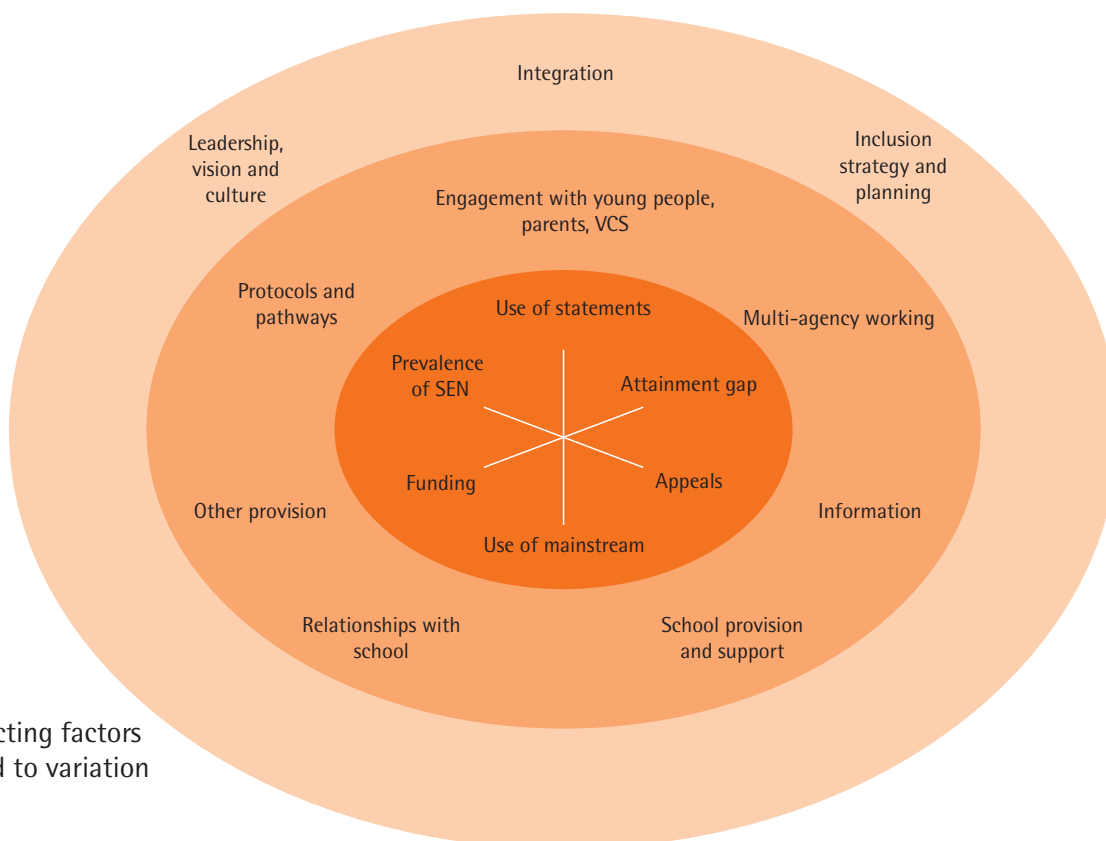 Integration
Leadership,
vision and
culture
Inclusion
strategy and
planning
Engagement with young people,
parents, VCS
Protocols and
pathways
Multi-agency working
Use of statements
Prevalence
of SEN
Attainment gap
Funding
Appeals
Other provision
Information
Use of mainstream
Relationships with
school
School provision
and support
factors
to variation